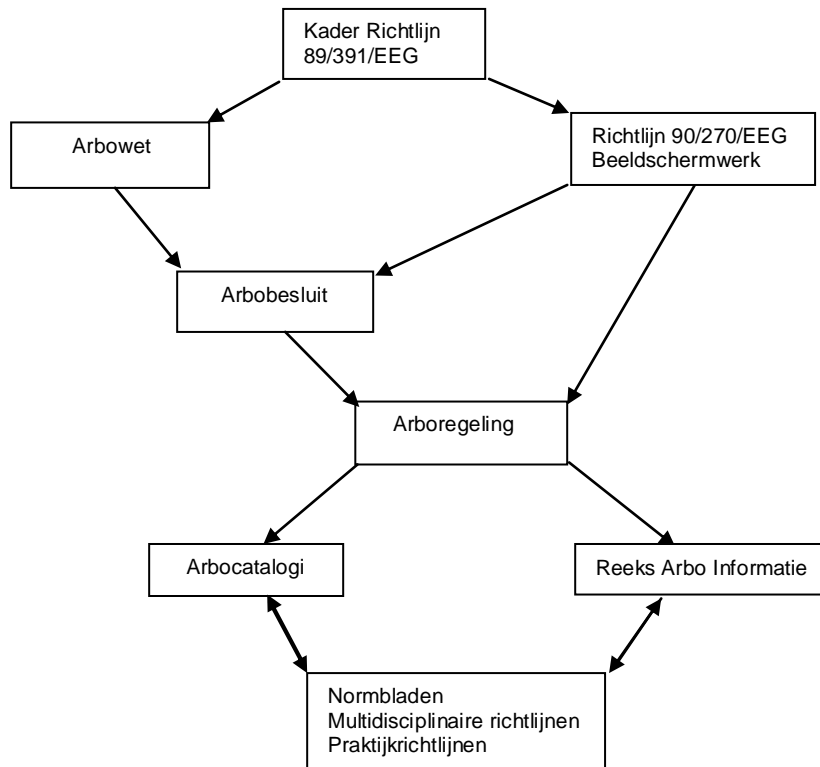 Kader Richtlijn
89/391/EEG
Arbowet
Richtlijn 90/270/EEG
Beeldschermwerk
Arbobesluit
Arboregeling
Arbocatalogi
Reeks Arbo Informatie
Normbladen
Multidisciplinaire richtlijnen
Praktijkrichtlijnen